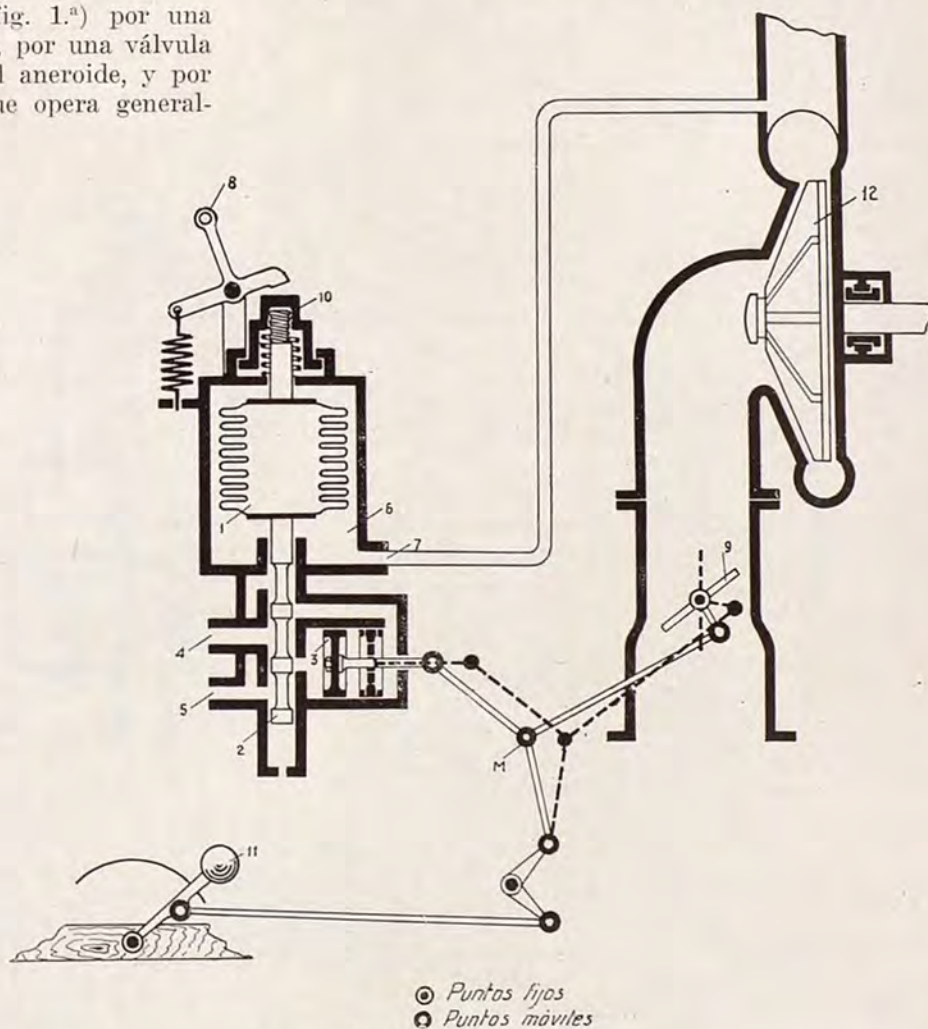 ig. 1.ª) por una
, por una válvula
l aneroide, y por
ue opera general-
8
12
10
9
1
6
7
4
3
5
2
M
11
Puntos fijos
Puntos móviles